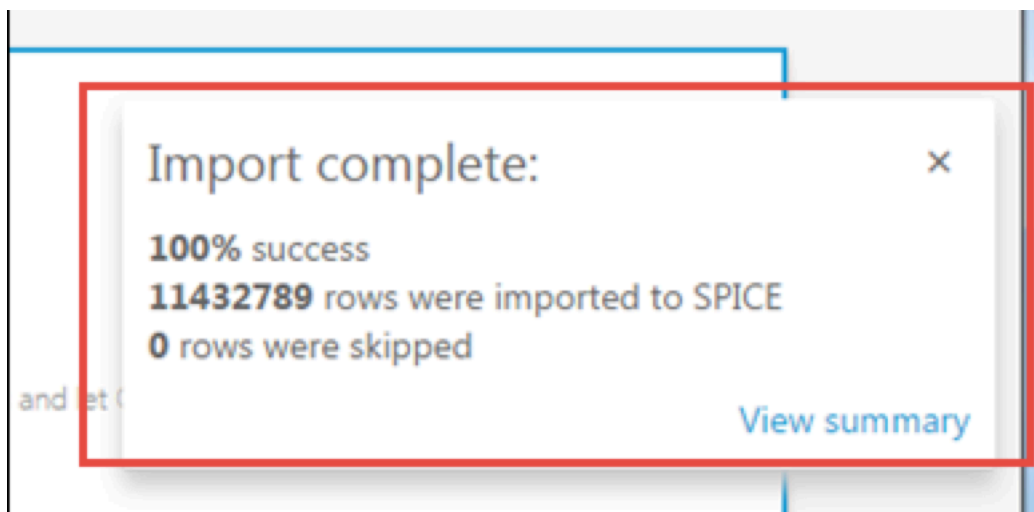 Import complete:
×
100% success
11432789 rows were imported to SPICE
0 rows were skipped
and let
View summary